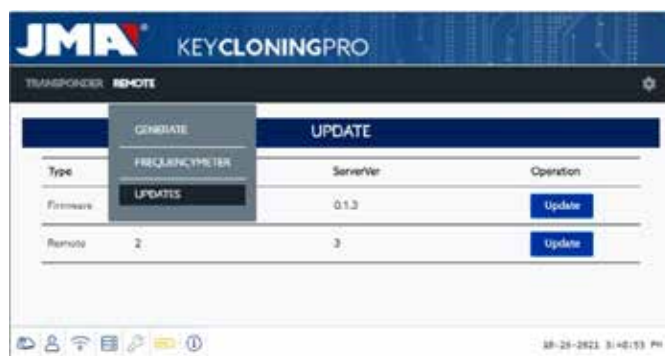 JMA KEYCLONINGPRO
TRANSPONDER REMOTE
GENERATE
FREQUENCYMETER
UPDATES
UPDATE
Type ServerVer Operation
Firmware 0.1.3 Update
Remote 2 3 Update
10-26-2021 3:40:53 PM